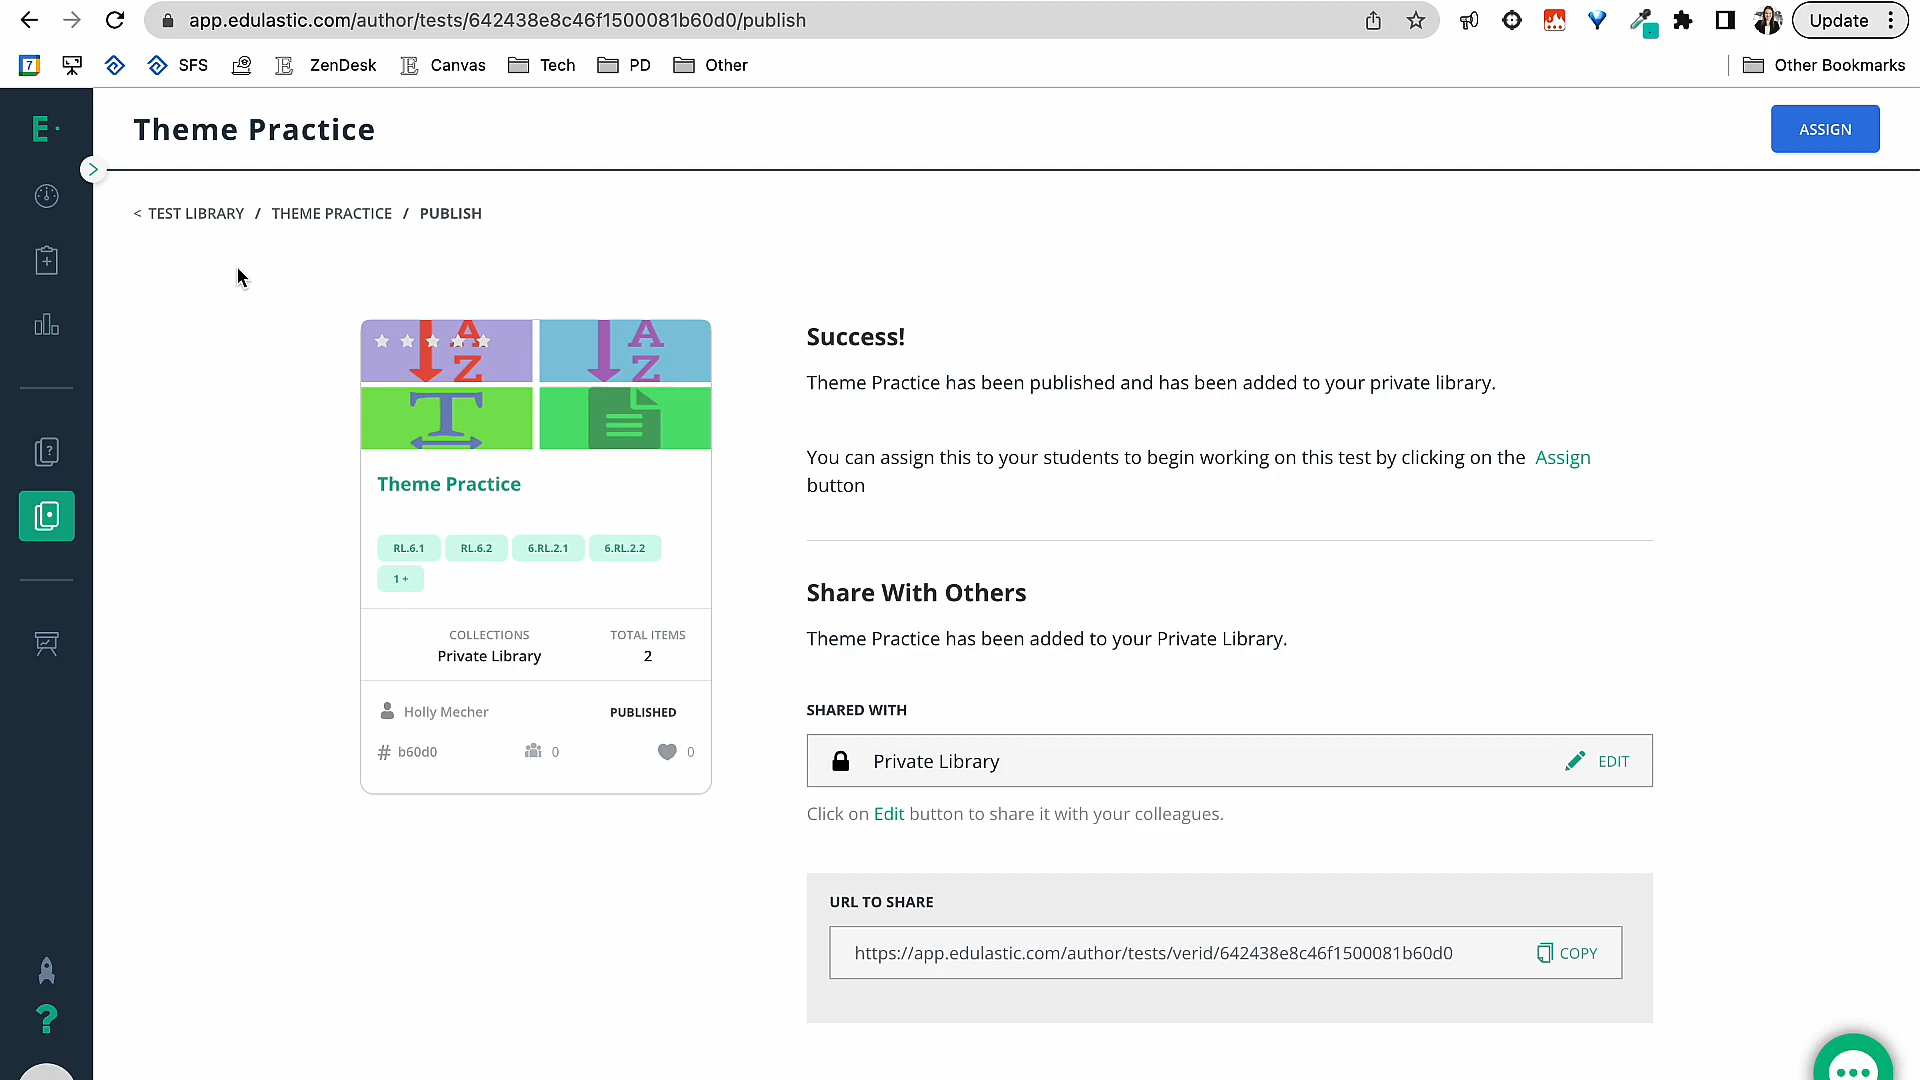 app.edulastic.com/author/tests/642438e8c46f1500081b60d0/publish
Update
7
SFS
ZenDesk
Canvas
Tech
PD
Other
Other Bookmarks
E
Theme Practice
ASSIGN
< TEST LIBRARY / THEME PRACTICE / PUBLISH
A
Z
A
Z
T
Theme Practice
RL.6.1
RL.6.2
6.RL.2.1
6.RL.2.2
1 +
COLLECTIONS
Private Library
TOTAL ITEMS
2
Holly Mecher
PUBLISHED
# b60d0
0
0
Success!
Theme Practice has been published and has been added to your private library.
You can assign this to your students to begin working on this test by clicking on the Assign
button
Share With Others
Theme Practice has been added to your Private Library.
SHARED WITH
Private Library
EDIT
Click on Edit button to share it with your colleagues.
URL TO SHARE
https://app.edulastic.com/author/tests/verid/642438e8c46f1500081b60d0
COPY
?
?